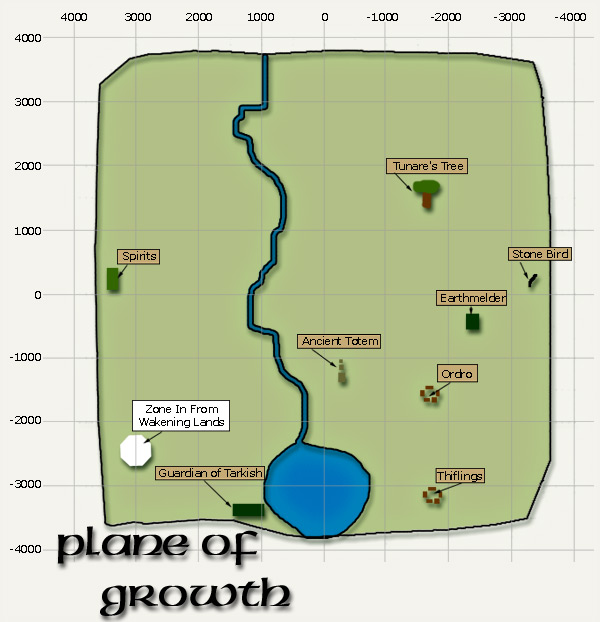 4000 3000 2000 1000 0 -1000 -2000 -3000 -4000
4000
3000
Tunare's Tree
2000
1000
Spirits
Stone Bird
0
Earthmelder
Ancient Totem
-1000
Ordro
Zone In From
Wakening Lands
-2000
Guardian of Tarkish
Thiflings
-3000
-4000
plane of
growth